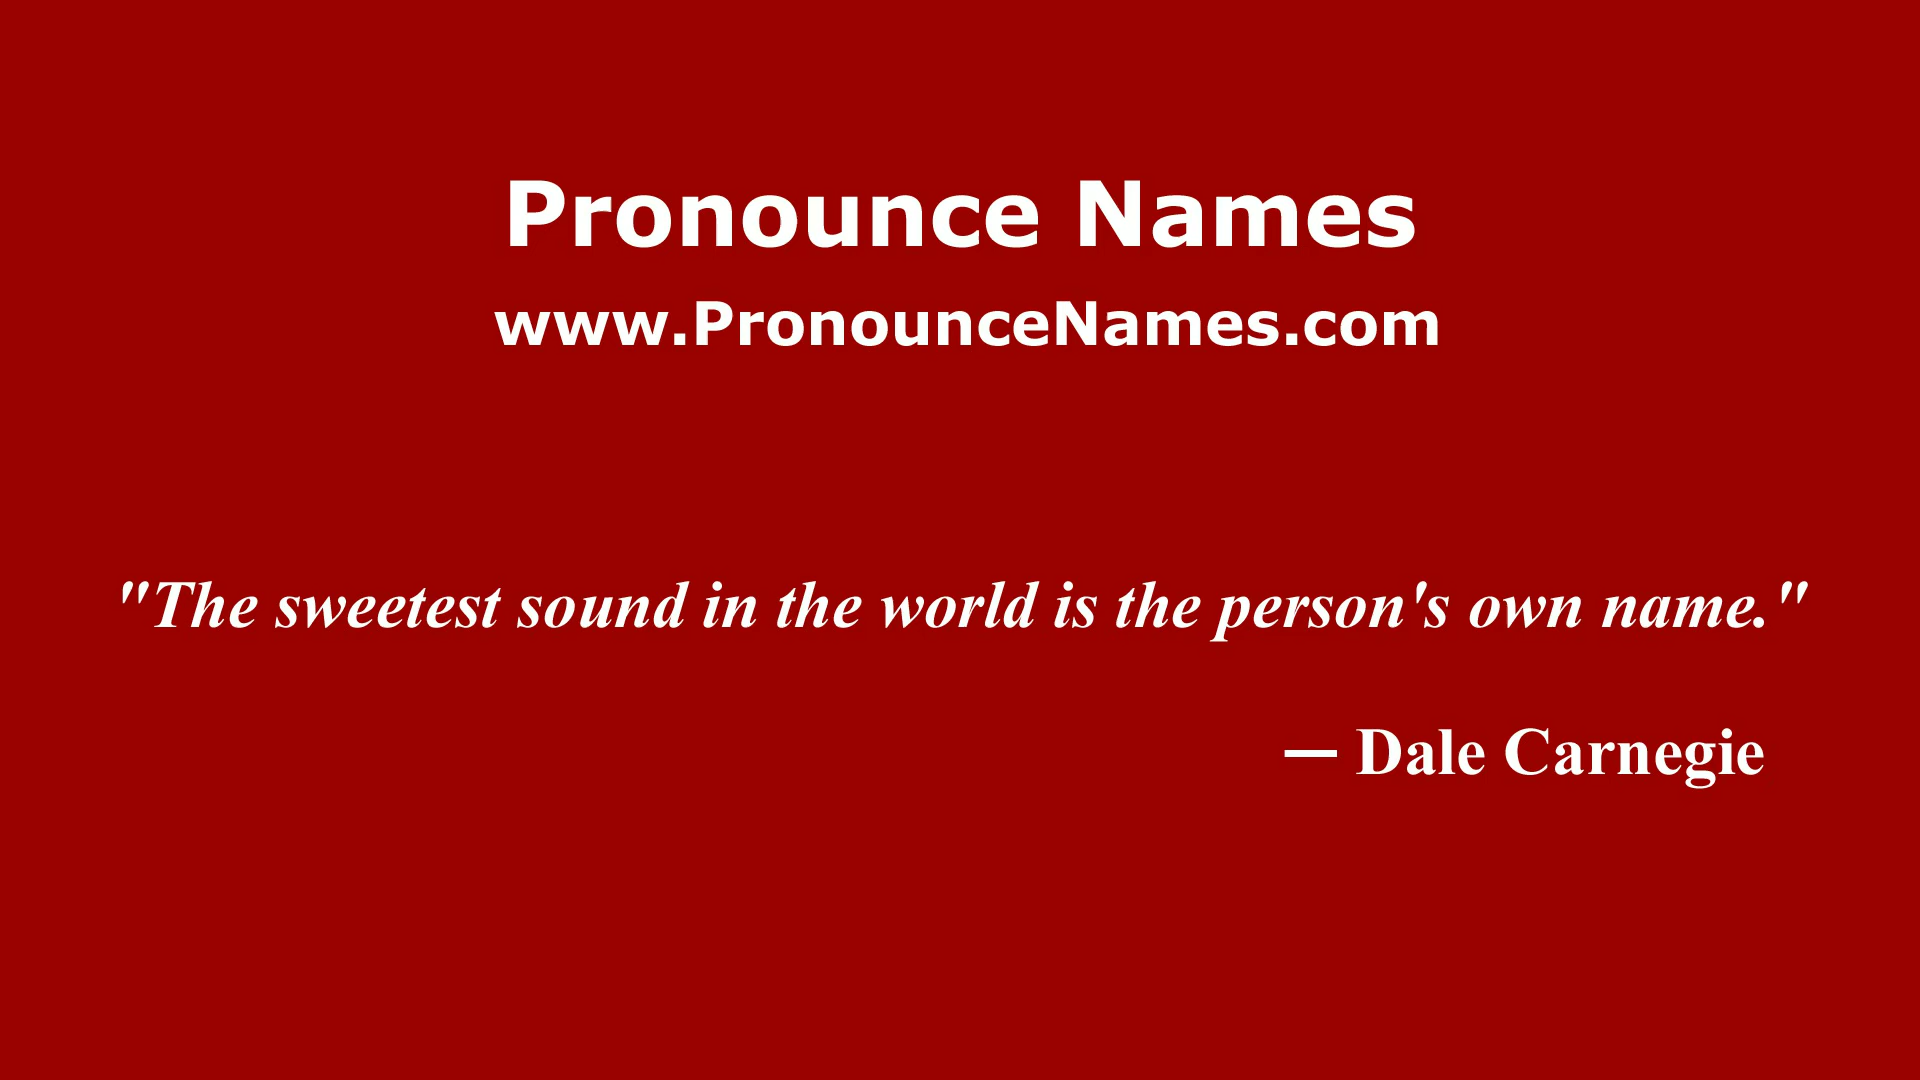 Pronounce Names
www.PronounceNames.com
"The sweetest sound in the world is the person's own name."
— Dale Carnegie